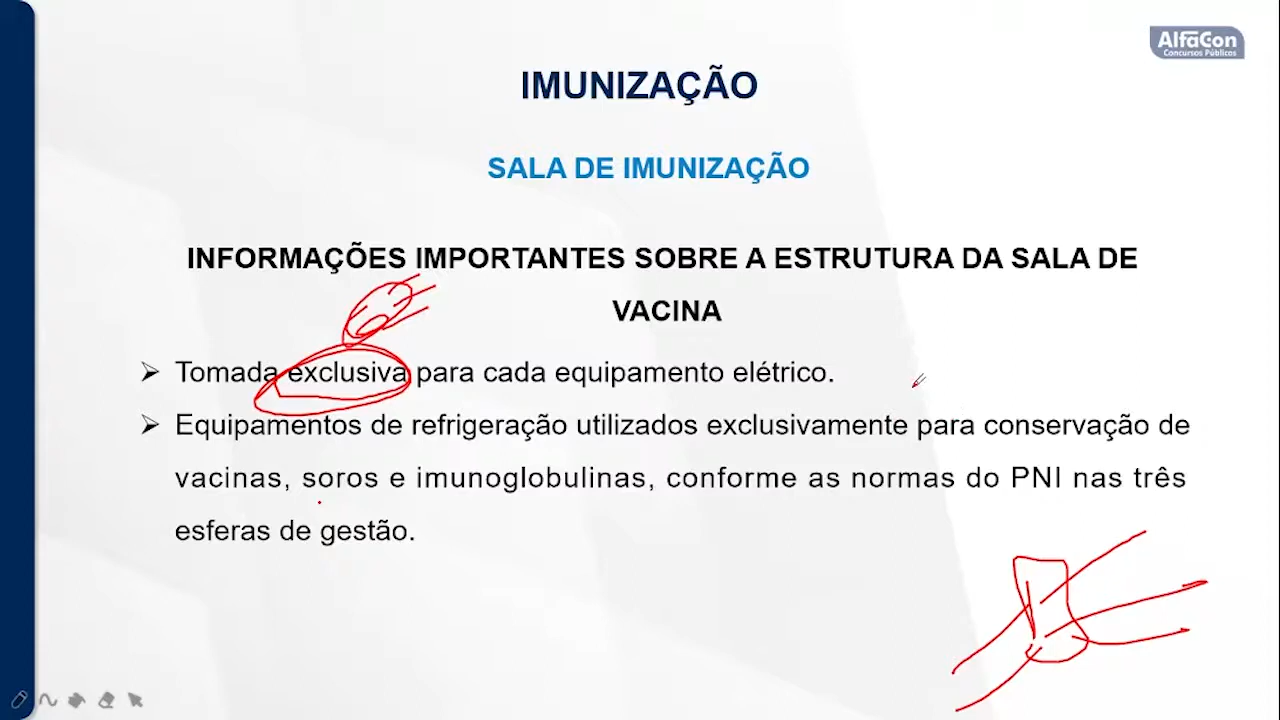 AlfaCon
Concursos Públicos
IMUNIZAÇÃO
SALA DE IMUNIZAÇÃO
INFORMAÇÕES IMPORTANTES SOBRE A ESTRUTURA DA SALA DE
VACINA
Tomada exclusiva para cada equipamento elétrico.
Equipamentos de refrigeração utilizados exclusivamente para conservação de
vacinas, soros e imunoglobulinas, conforme as normas do PNI nas três
esferas de gestão.